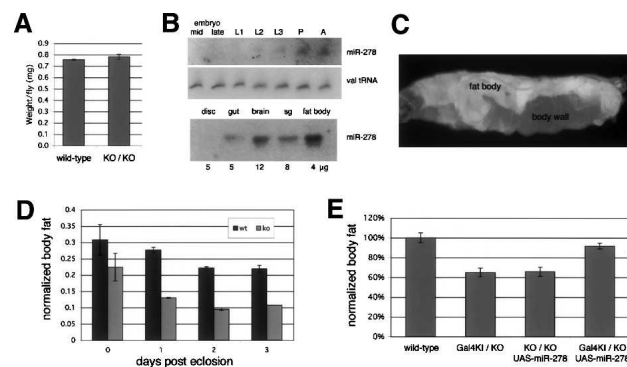 A
Weight/fly (mg)
0.9
0.8
0.7
0.6
0.5
0.4
0.3
0.2
0.1
0
wild-type KO / KO
B
embryo
mid late L1 L2 L3 P A
miR-278
val tRNA
disc gut brain sg fat body
miR-278
5 5 12 8 4 µg
C
fat body
body wall
D
normalized body fat
0.4
0.35
0.3
0.25
0.2
0.15
0.1
0.05
0
wt ko
0 1 2 3
days post eclosion
E
normalized body fat
120%
100%
80%
60%
40%
20%
0%
wild-type Gal4KI / KO KO / KO Gal4KI / KO
UAS-miR-278 UAS-miR-278